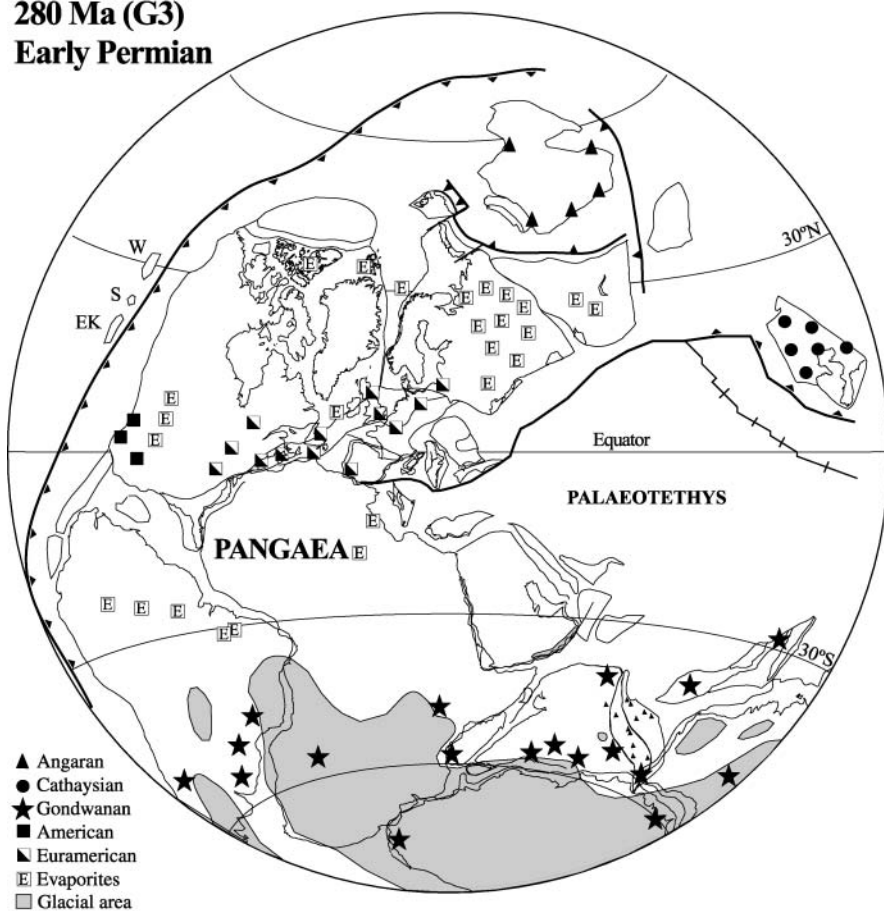 280 Ma (G3)
Early Permian
30°N
W
S
EK
E E
E
E E E
E E
E E E
E E
E E
E
E
E
E
E
Equator
PALAEOTETHYS
E
PANGAEA E
E E E
E E
30°S
Angaran
Cathaysian
Gondwanan
American
Euramerican
E Evaporites
Glacial area